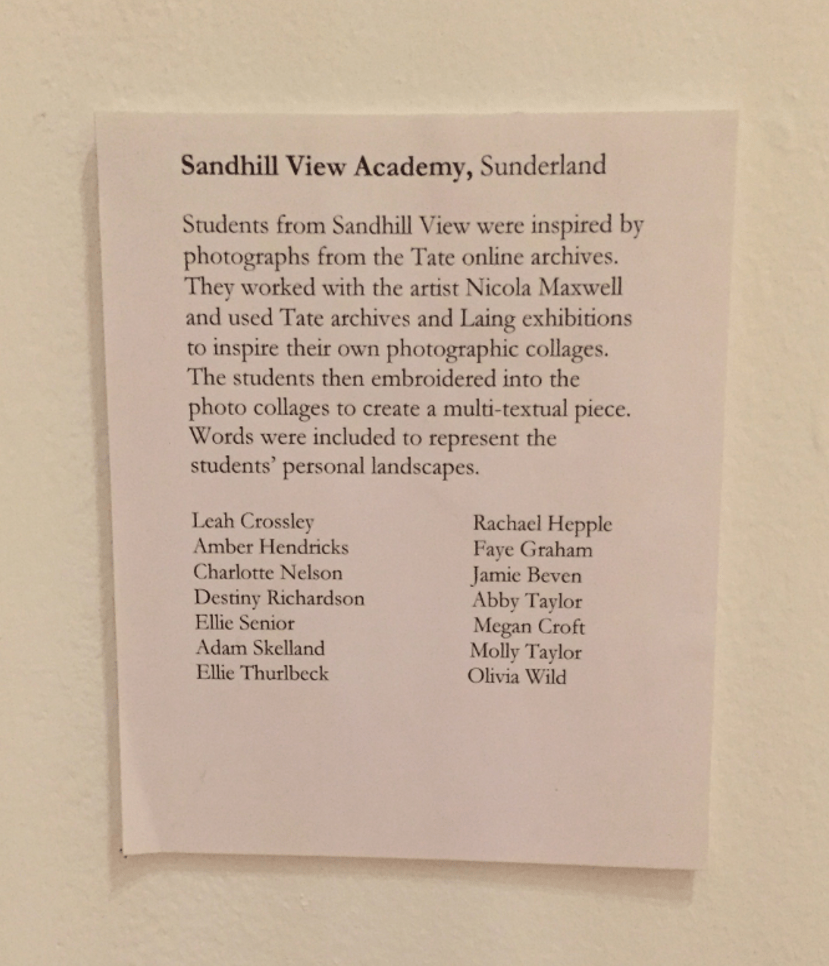 Sandhill View Academy, Sunderland
Students from Sandhill View were inspired by
photographs from the Tate online archives.
They worked with the artist Nicola Maxwell
and used Tate archives and Laing exhibitions
to inspire their own photographic collages.
The students then embroidered into the
photo collages to create a multi-textual piece.
Words were included to represent the
students’ personal landscapes.
Leah Crossley
Amber Hendricks
Charlotte Nelson
Destiny Richardson
Ellie Senior
Adam Skelland
Ellie Thurlbeck
Rachael Hepple
Faye Graham
Jamie Beven
Abby Taylor
Megan Croft
Molly Taylor
Olivia Wild